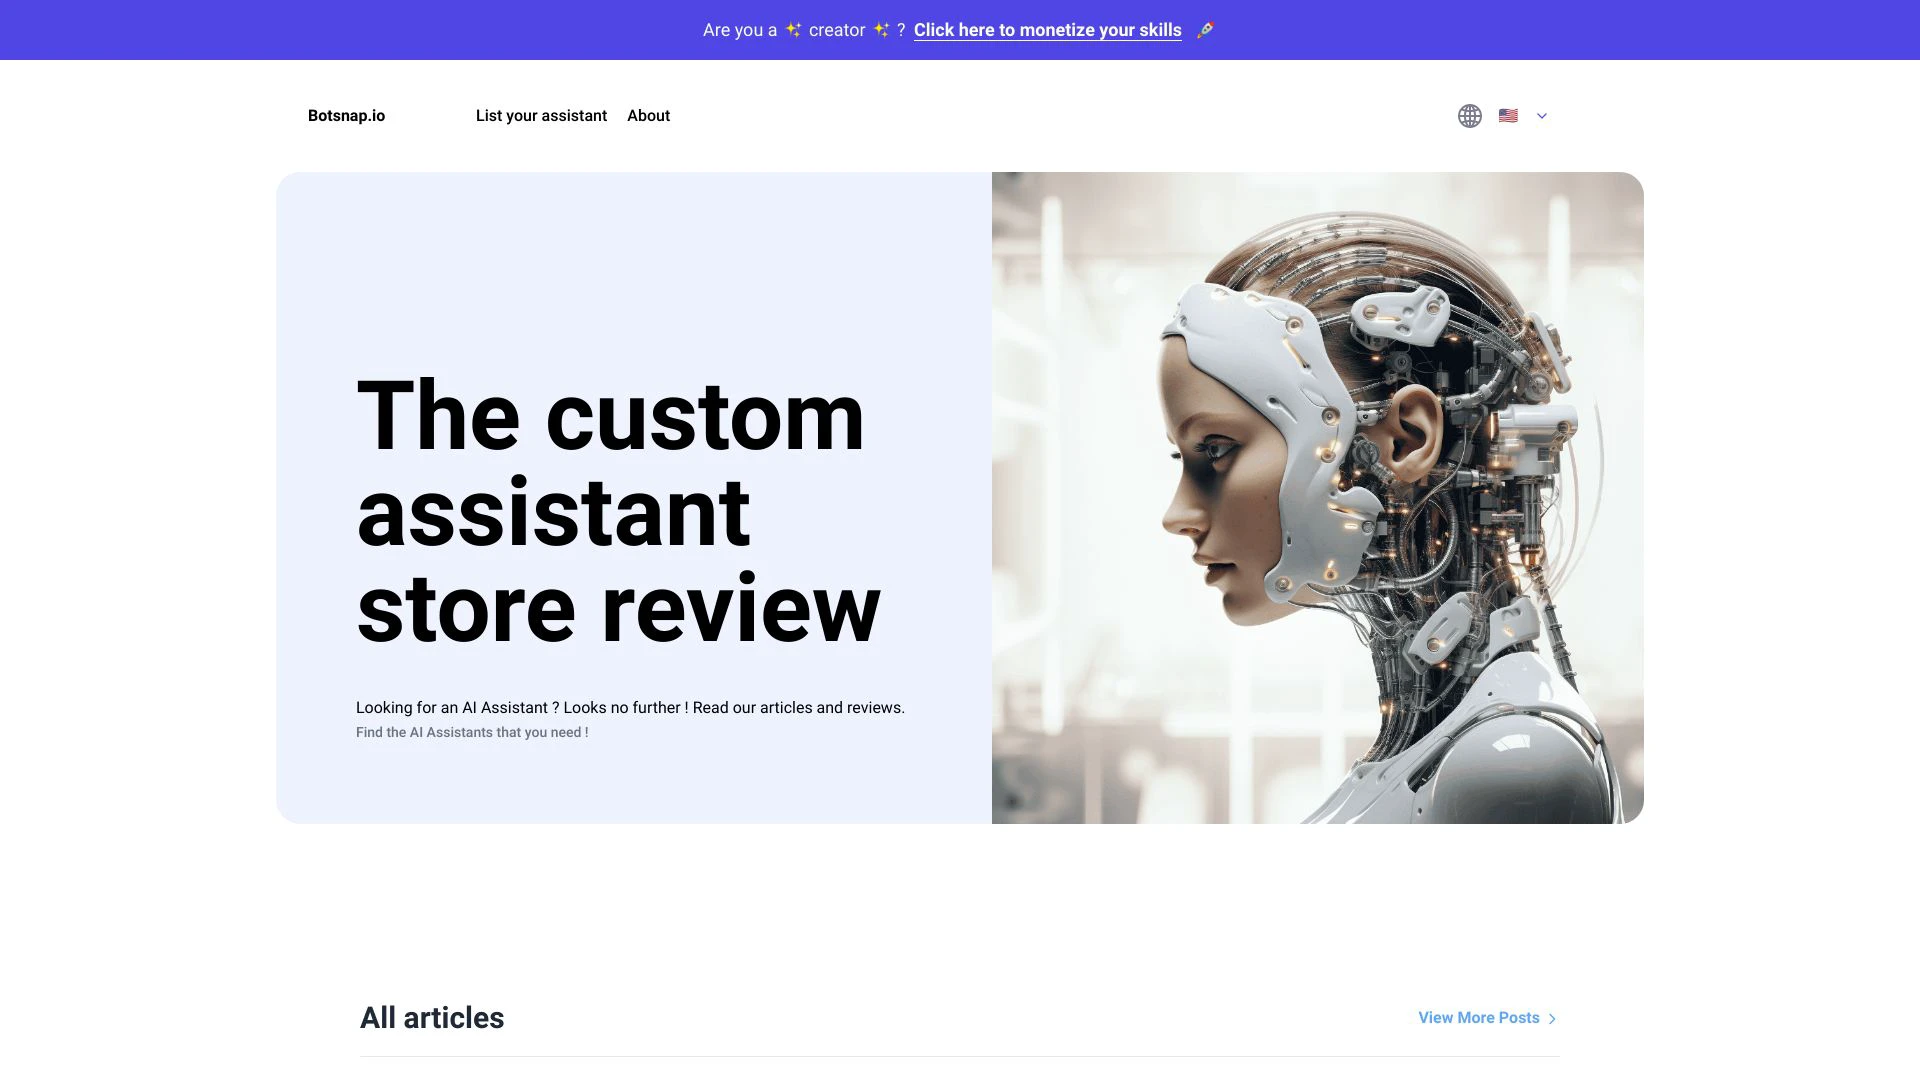 Are you a ✨ creator ✨ ? Click here to monetize your skills 🚀
Botsnap.io
List your assistant
About
The custom
assistant
store review
Looking for an AI Assistant ? Looks no further ! Read our articles and reviews.
Find the AI Assistants that you need !
All articles
View More Posts